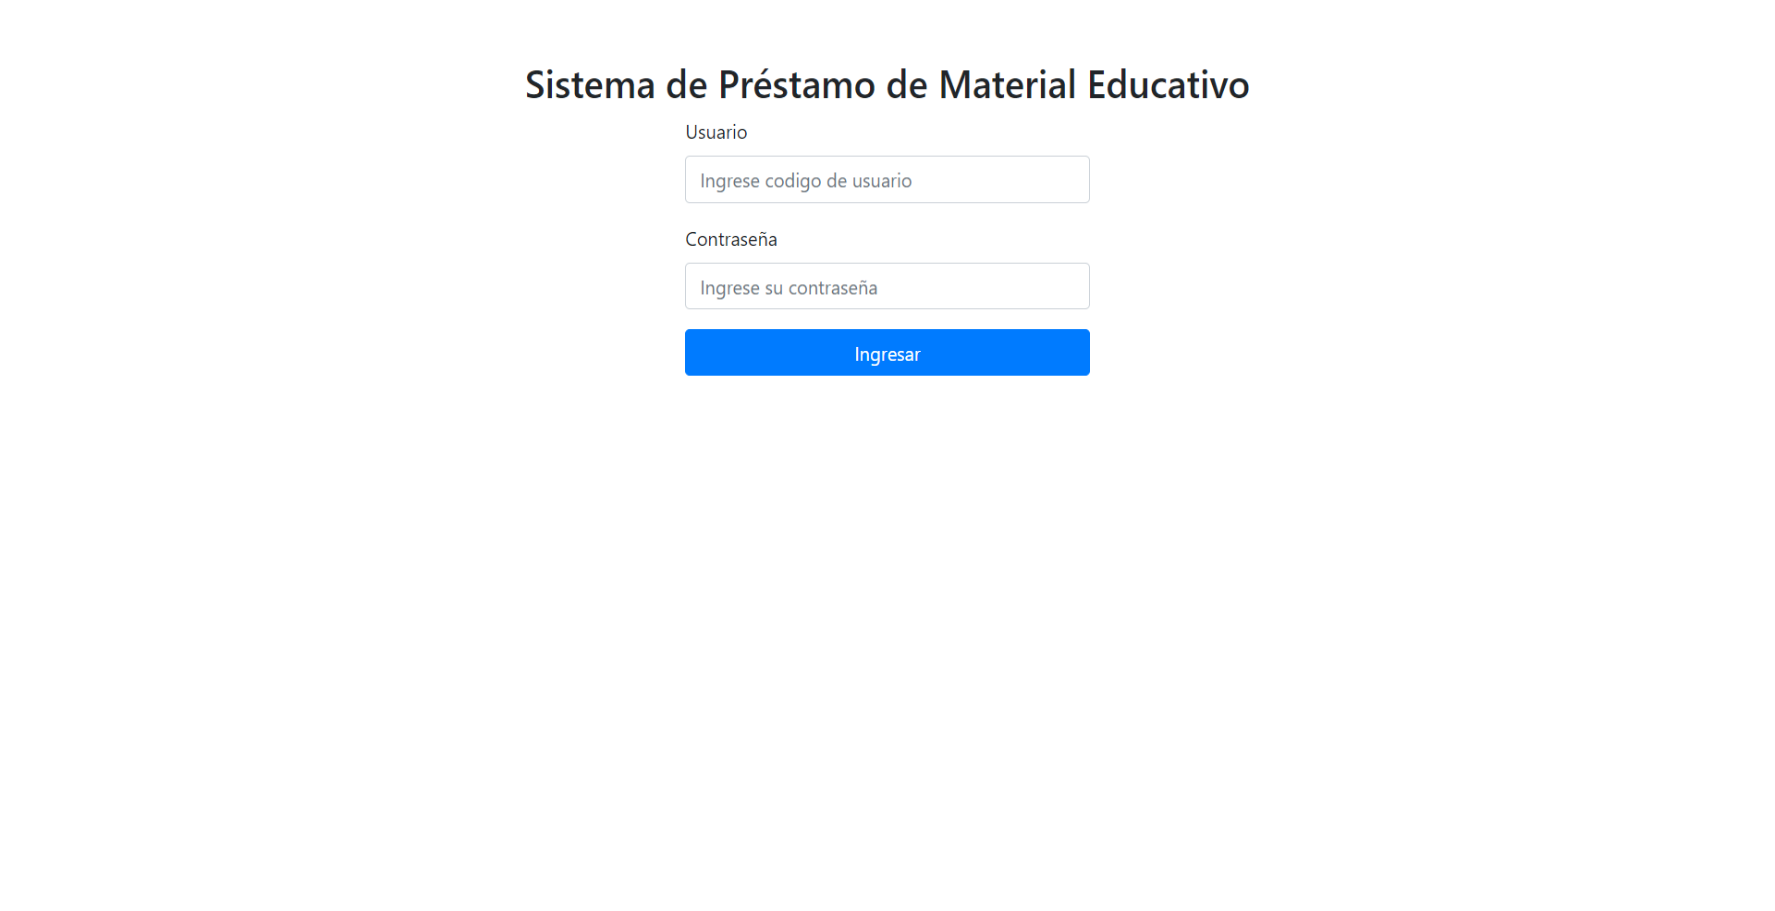 Sistema de Préstamo de Material Educativo
Usuario
Ingrese codigo de usuario
Contraseña
Ingrese su contraseña
Ingresar